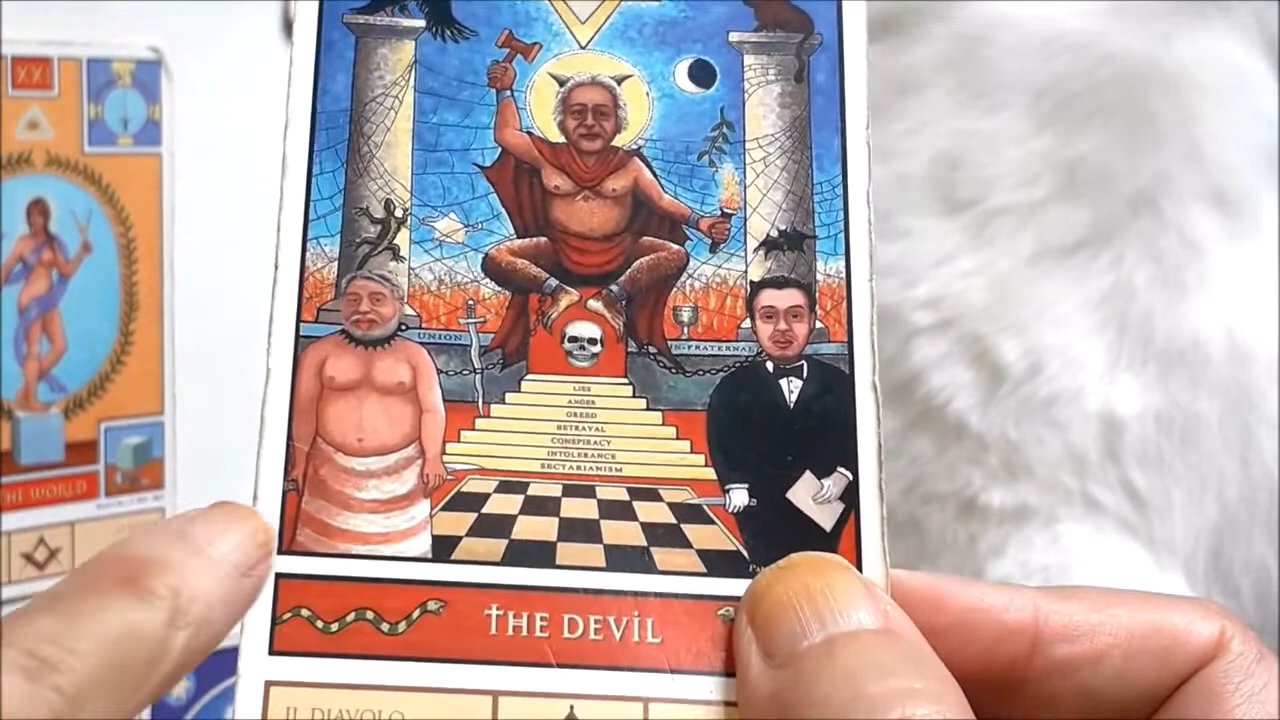 XXI
UNION
IN-FRATERNAL
LIES
ANGER
GREED
BETRAYAL
CONSPIRACY
INTOLERANCE
SECTARIANISM
THE WORLD
THE DEVIL
IL DIAVOLO